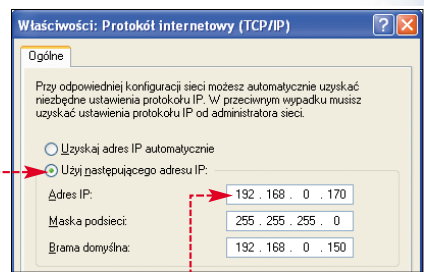 Właściwości: Protokół internetowy (TCP/IP)
Ogólne
Przy odpowiedniej konfiguracji sieci możesz automatycznie uzyskać
niezbędne ustawienia protokołu IP. W przeciwnym wypadku musisz
uzyskać ustawienia protokołu IP od administratora sieci.
Uzyskaj adres IP automatycznie
Użyj następującego adresu IP:
Adres IP: 192 . 168 . 0 . 170
Maska podsieci: 255 . 255 . 255 . 0
Brama domyślna: 192 . 168 . 0 . 150